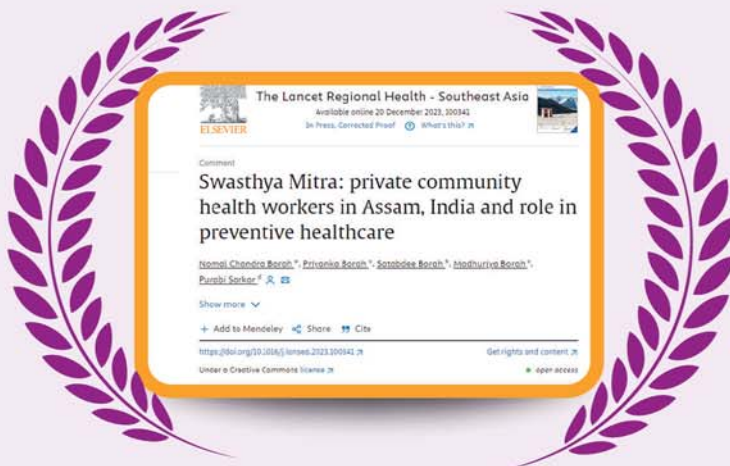 The Lancet Regional Health - Southeast Asia
Available online 20 December 2023, 100341
In Press, Corrected Proof What's this?
ELSEVIER
Comment
Swasthya Mitra: private community
health workers in Assam, India and role in
preventive healthcare
Nomal Chandra Borah a, Priyanka Borah, Satabdee Borah, Madhurjya Borah,
Purabi Sarkar
Show more
Add to Mendeley Share Cite
https://doi.org/10.1016/j.lansea.2023.100341
Get rights and content
Under a Creative Commons license
open access